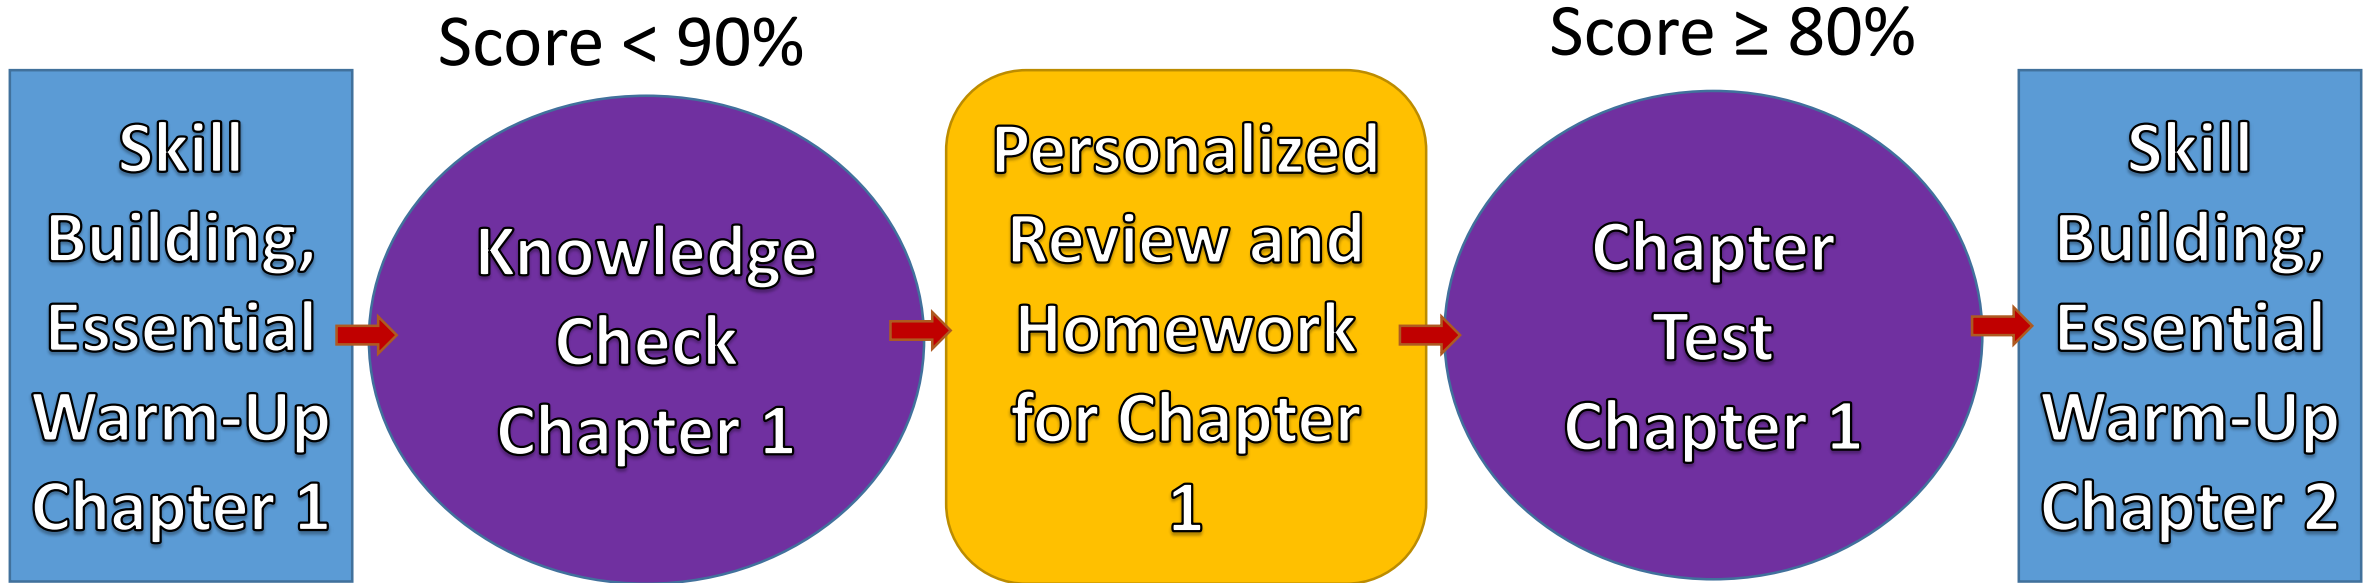 Skill
Building,
Essential
Warm-Up
Chapter 1
Score < 90%
Knowledge
Check
Chapter 1
Personalized
Review and
Homework
for Chapter
1
Score ≥ 80%
Chapter
Test
Chapter 1
Skill
Building,
Essential
Warm-Up
Chapter 2